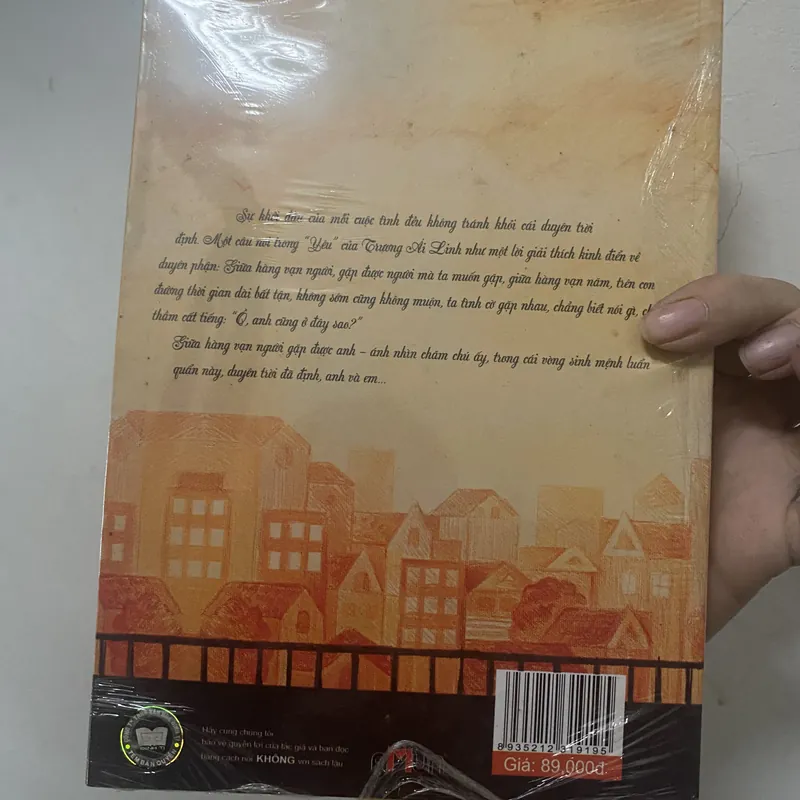 Sự khởi đầu của mỗi cuộc tình đều không tránh khỏi cái duyên trời
định. Một câu nói trong "Yêu" của Trương Ái Linh như một lời giải thích kinh điển về
duyên phận: Giữa hàng vạn người, gặp được người mà ta muốn gặp, giữa hàng vạn năm, trên con
đường thời gian dài bất tận, không sớm cũng không muộn, ta tình cờ gặp nhau, chẳng biết nói gì,
thầm cất tiếng: "Ồ, anh cũng ở đây sao?"
Giữa hàng vạn người gặp được anh – ánh nhìn chăm chú ấy, trong cái vòng sinh mệnh luẩn
quẩn này, duyên trời đã định, anh và em...
Hãy cùng chúng tôi
bảo vệ quyền lợi của tác giả và bạn đọc
bằng cách nói KHÔNG với sách lậu
TEM BẢN QUYỀN
8935212319195
Giá: 89.000đ.